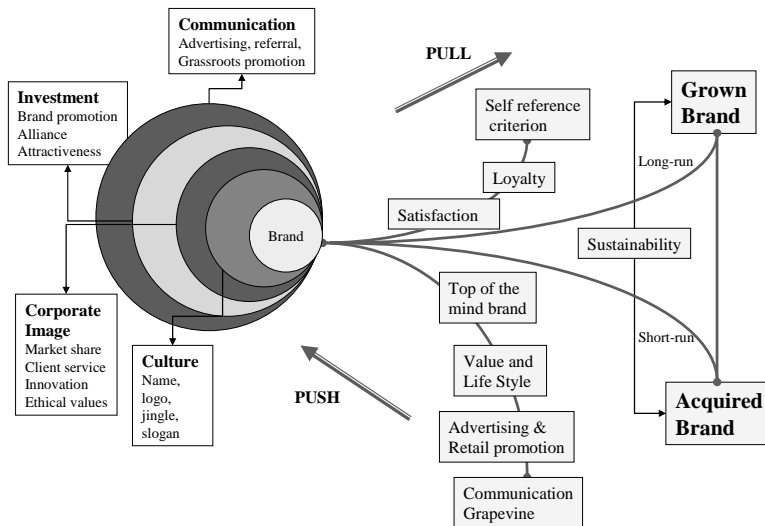 Communication
Advertising, referral,
Grassroots promotion
PULL
Investment
Brand promotion
Alliance
Attractiveness
Self reference
criterion
Grown
Brand
Loyalty
Long-run
Satisfaction
Brand
Sustainability
Top of the
mind brand
Corporate
Image
Market share
Client service
Innovation
Ethical values
Culture
Name,
logo,
jingle,
slogan
PUSH
Value and
Life Style
Short-run
Acquired
Brand
Advertising &
Retail promotion
Communication
Grapevine